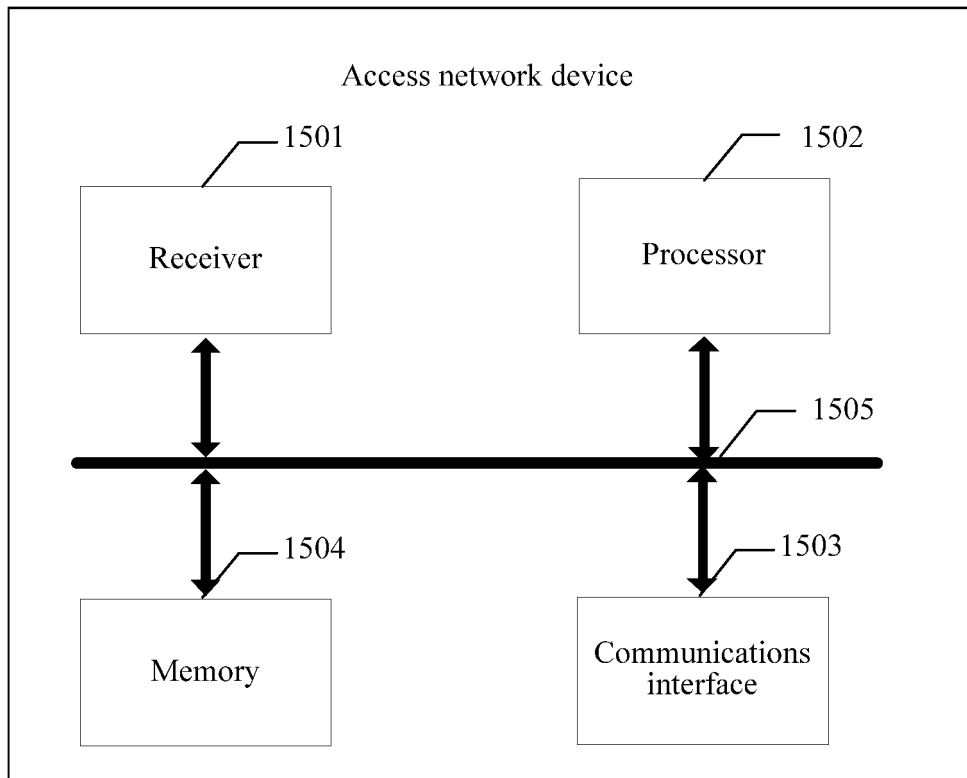 Access network device
1501
1502
Receiver
Processor
1505
1504
1503
Memory
Communications
interface